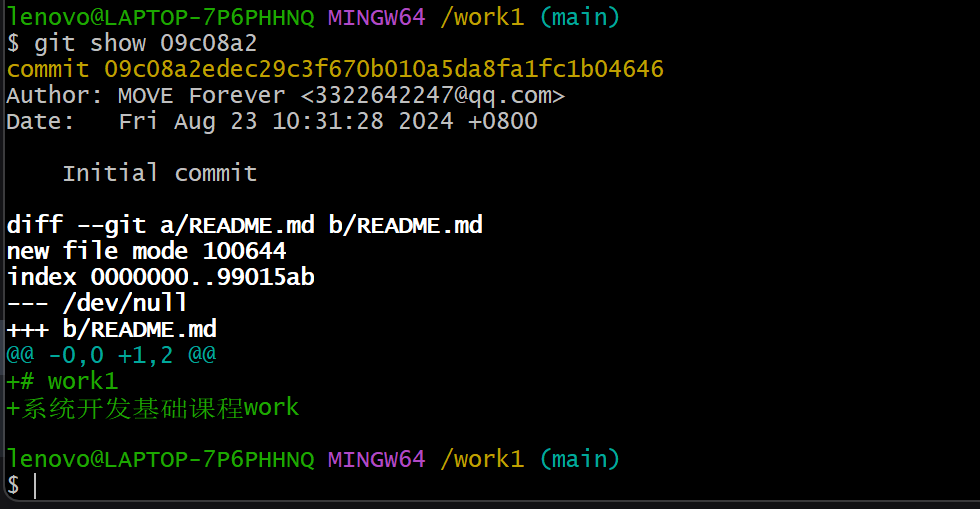 lenovo@LAPTOP-7P6PHHNQ MINGW64 /work1 (main)
$ git show 09c08a2
commit 09c08a2edec29c3f670b010a5da8fa1fc1b04646
Author: MOVE Forever <3322642247@qq.com>
Date:   Fri Aug 23 10:31:28 2024 +0800
    Initial commit
diff --git a/README.md b/README.md
new file mode 100644
index 0000000..99015ab
--- /dev/null
+++ b/README.md
@@ -0,0 +1,2 @@
+# work1
+系统开发基础课程work
lenovo@LAPTOP-7P6PHHNQ MINGW64 /work1 (main)
$